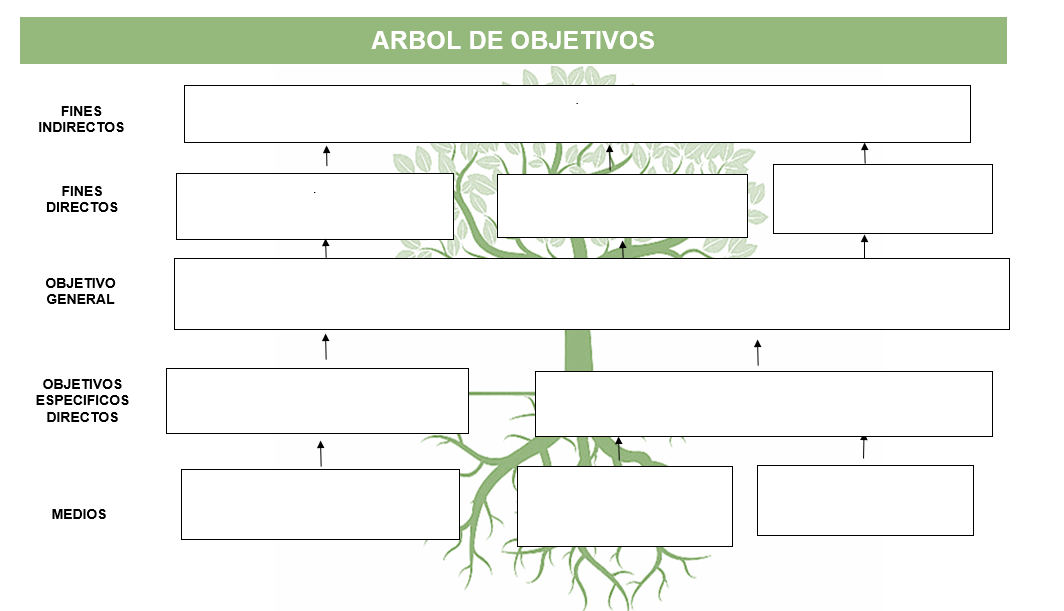 ARBOL DE OBJETIVOS
FINES
INDIRECTOS
.
FINES
DIRECTOS
.
OBJETIVO
GENERAL
OBJETIVOS
ESPECIFICOS
DIRECTOS
MEDIOS